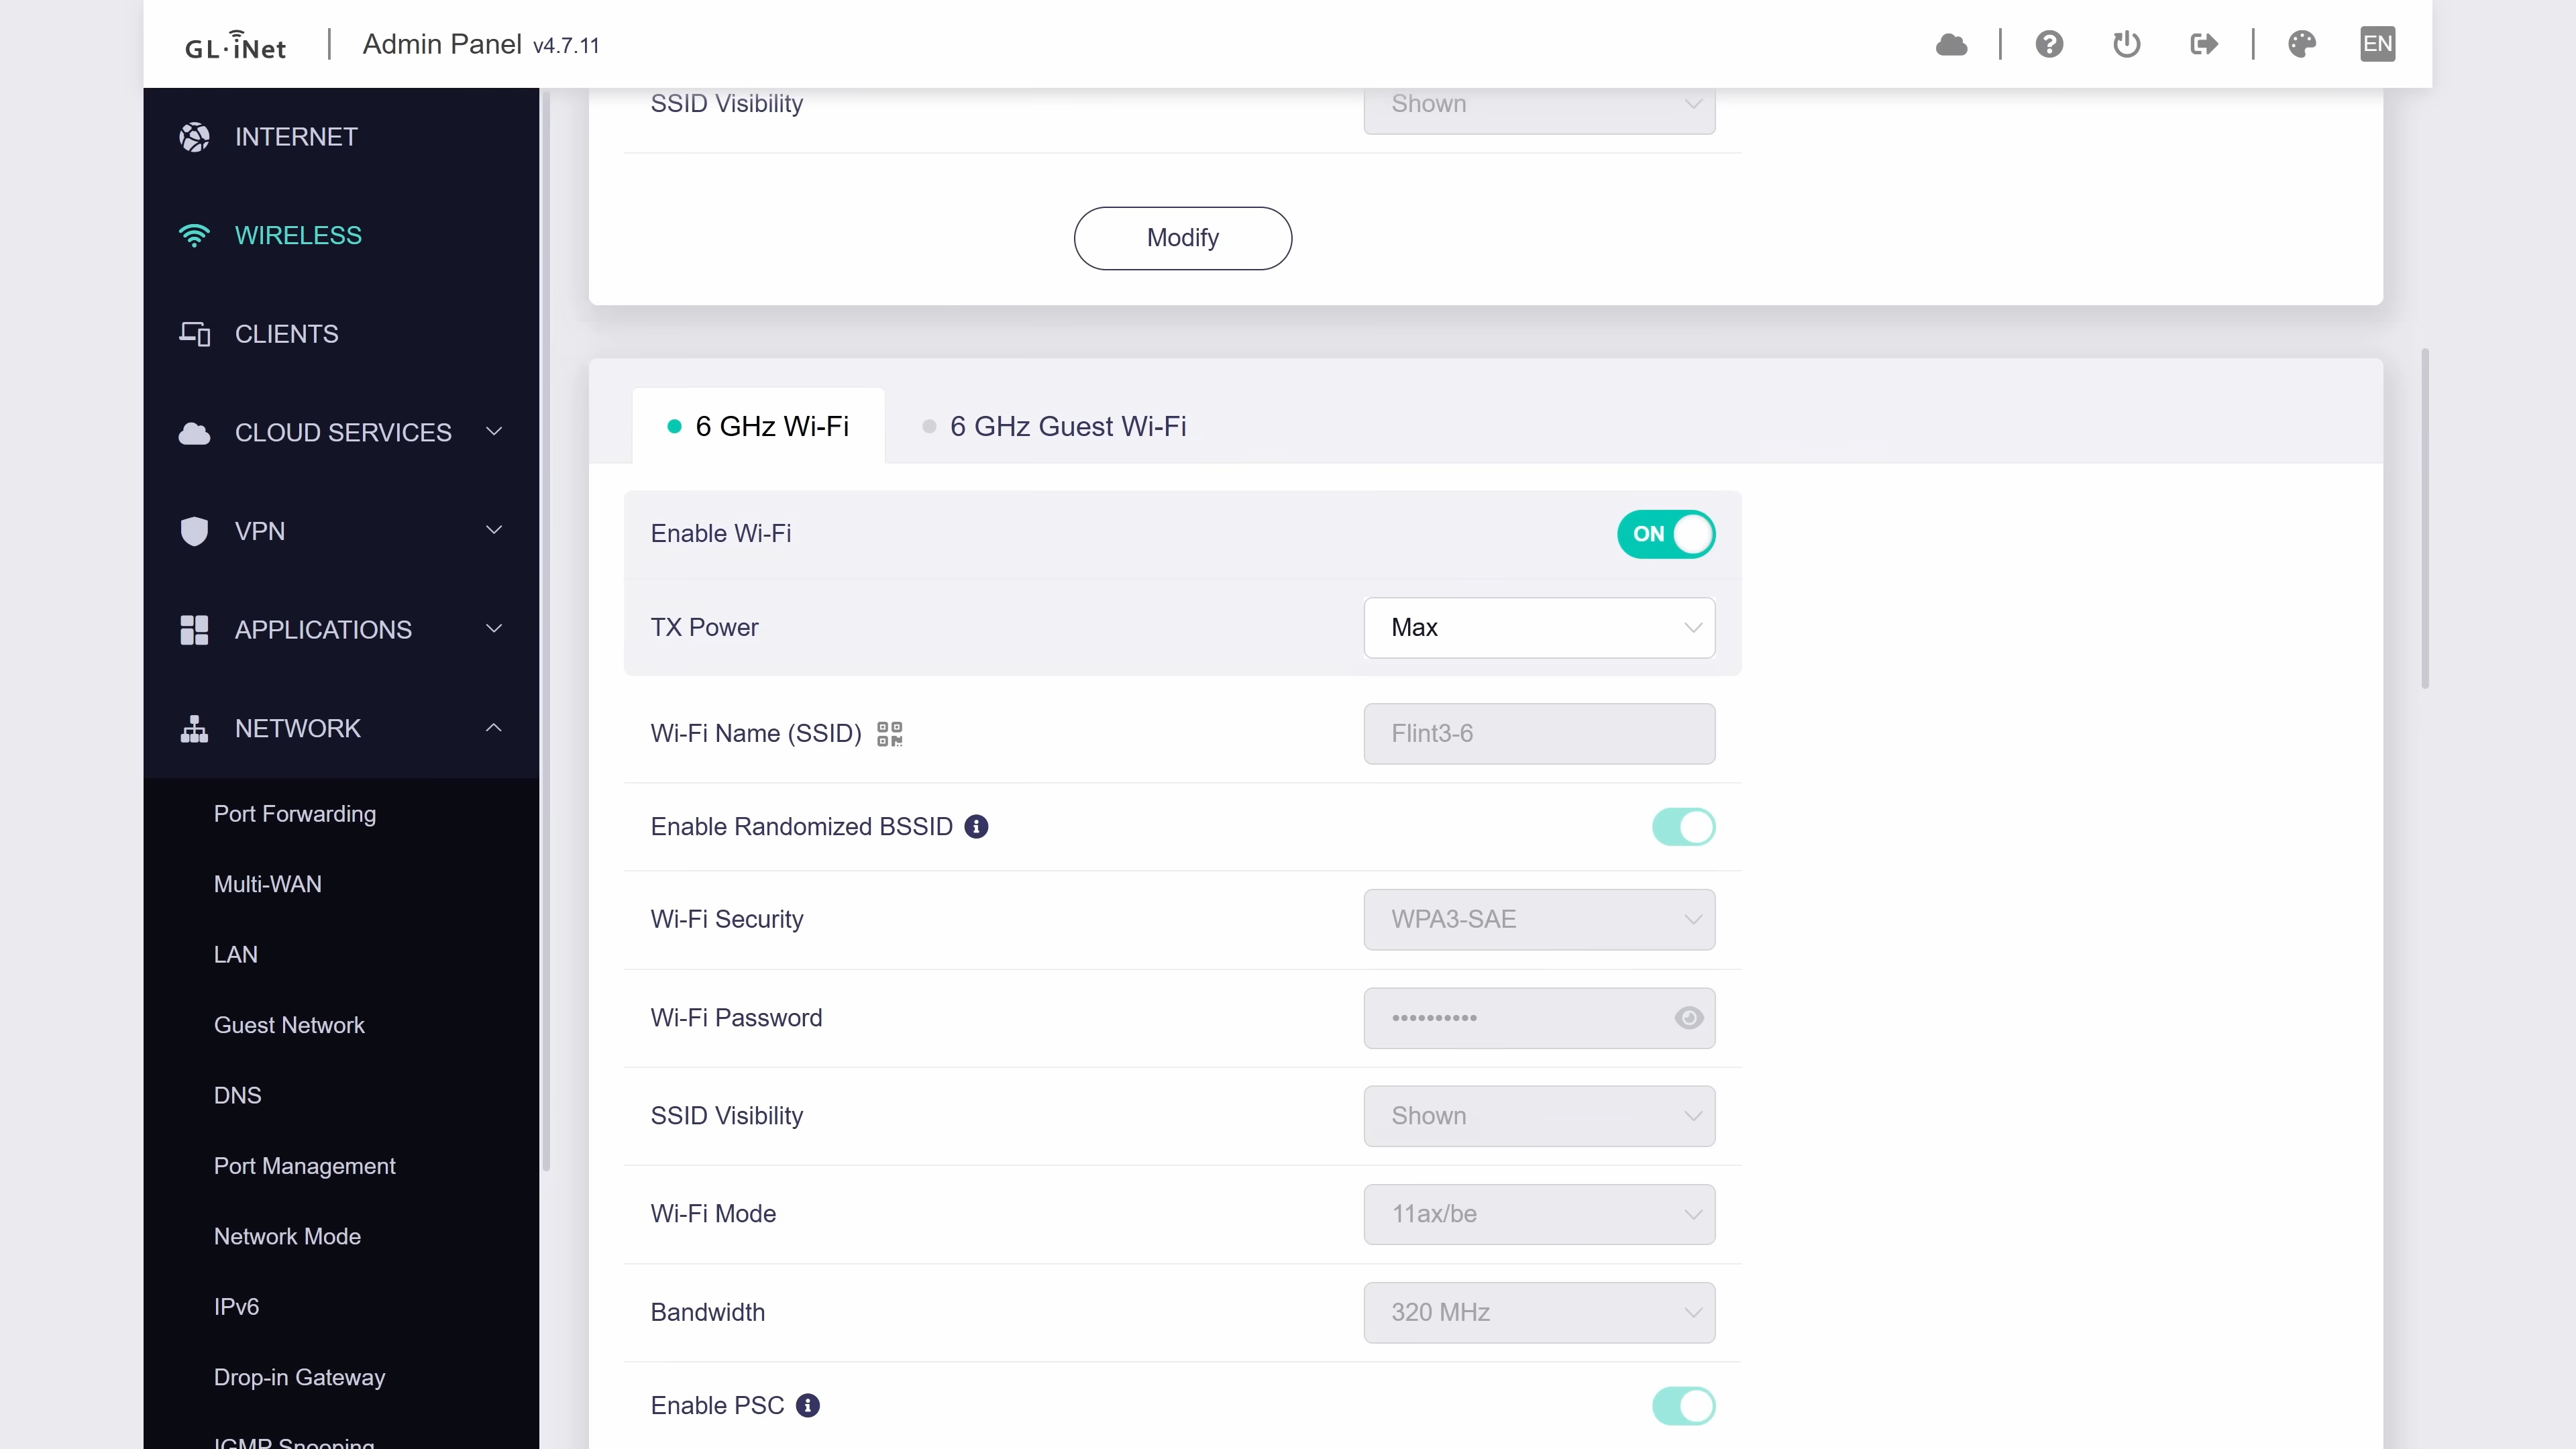 GL·iNet
Admin Panel v4.7.11
EN
INTERNET
WIRELESS
CLIENTS
CLOUD SERVICES
VPN
APPLICATIONS
NETWORK
Port Forwarding
Multi-WAN
LAN
Guest Network
DNS
Port Management
Network Mode
IPv6
Drop-in Gateway
IGMP Snooping
SSID Visibility Shown
Modify
6 GHz Wi-Fi 6 GHz Guest Wi-Fi
Enable Wi-Fi ON
TX Power Max
Wi-Fi Name (SSID) Flint3-6
Enable Randomized BSSID
Wi-Fi Security WPA3-SAE
Wi-Fi Password ••••••••••
SSID Visibility Shown
Wi-Fi Mode 11ax/be
Bandwidth 320 MHz
Enable PSC